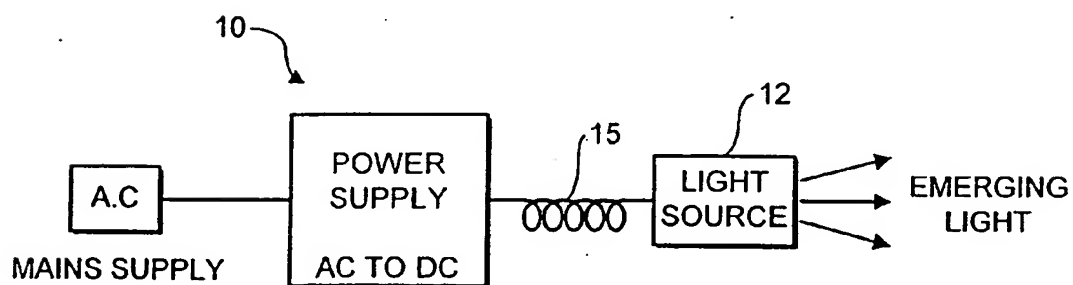 10
12
15
A.C
MAINS SUPPLY
POWER
SUPPLY
AC TO DC
LIGHT
SOURCE
EMERGING
LIGHT